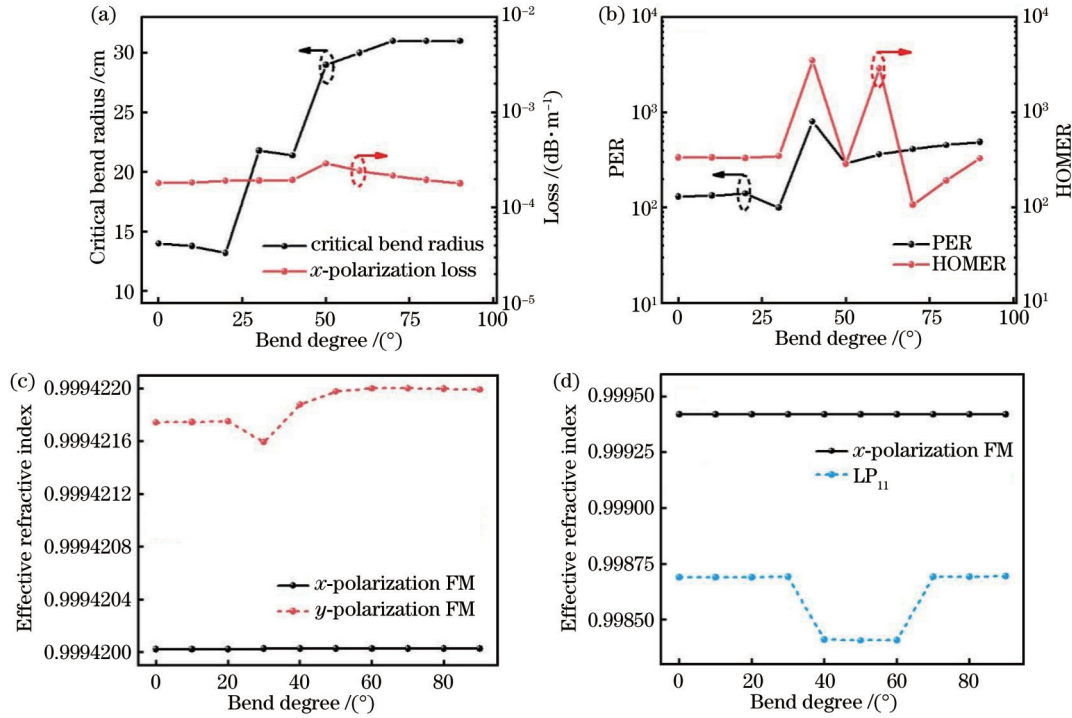 (a)
Critical bend radius /cm
30
25
20
15
10
10⁻²
10⁻³
10⁻⁴
10⁻⁵
Loss /(dB · m⁻¹)
critical bend radius
x-polarization loss
0 25 50 75 100
Bend degree /(°)
(b)
PER
10⁴
10³
10²
10¹
10⁴
10³
10²
10¹
HOMER
PER
HOMER
0 25 50 75 100
Bend degree /(°)
(c)
Effective refractive index
0.9994220
0.9994216
0.9994212
0.9994208
0.9994204
0.9994200
x-polarization FM
y-polarization FM
0 20 40 60 80
Bend degree /(°)
(d)
Effective refractive index
0.99950
0.99925
0.99900
0.99875
0.99850
x-polarization FM
LP₁₁
0 20 40 60 80
Bend degree /(°)